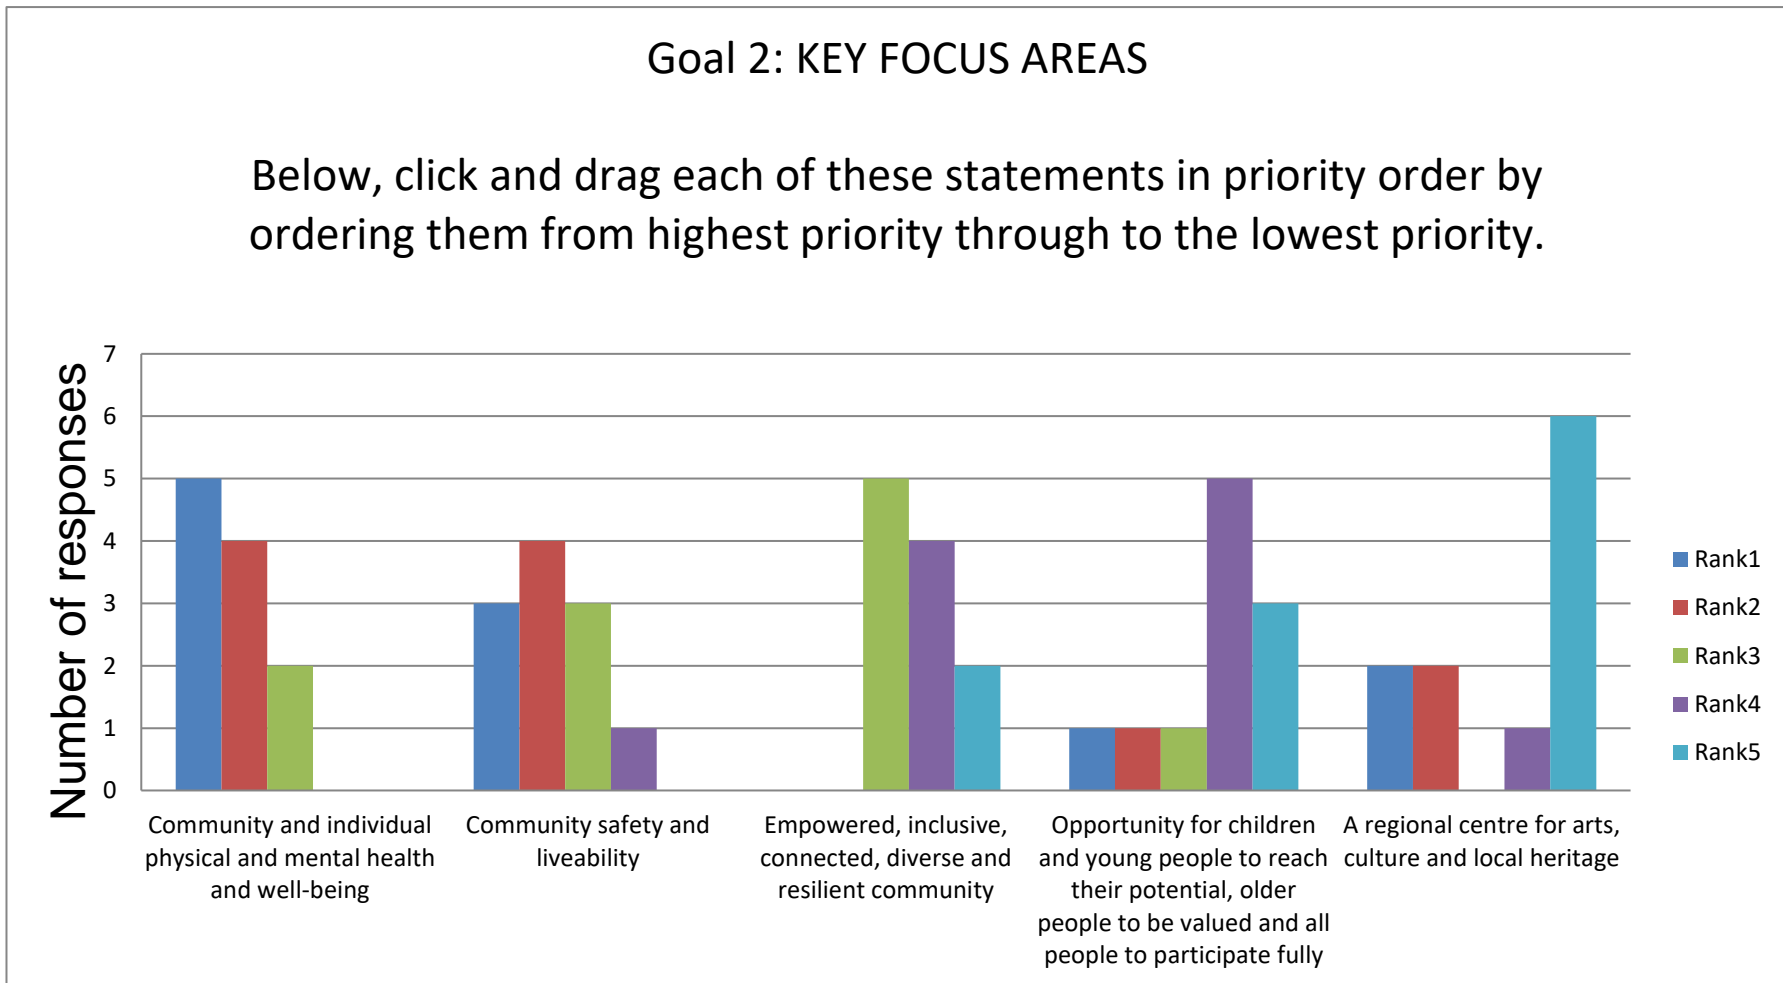 Goal 2: KEY FOCUS AREAS
Below, click and drag each of these statements in priority order by
ordering them from highest priority through to the lowest priority.
Number of responses
7
6
5
4
3
2
1
0
Community and individual
physical and mental health
and well-being
Community safety and
liveability
Empowered, inclusive,
connected, diverse and
resilient community
Opportunity for children
and young people to reach
their potential, older
people to be valued and all
people to participate fully
A regional centre for arts,
culture and local heritage
Rank1
Rank2
Rank3
Rank4
Rank5